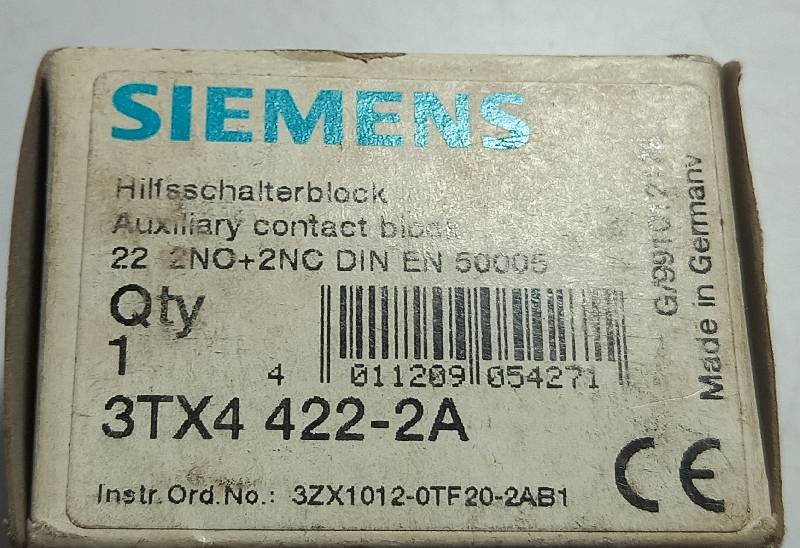 SIEMENS
Hilfsschalterblock
Auxiliary contact block
22 2NO+2NC DIN EN 50005
Qty
1
4 011209 054271
3TX4 422-2A
Instr.Ord.No.: 3ZX1012-0TF20-2AB1
CE
Made in Germany